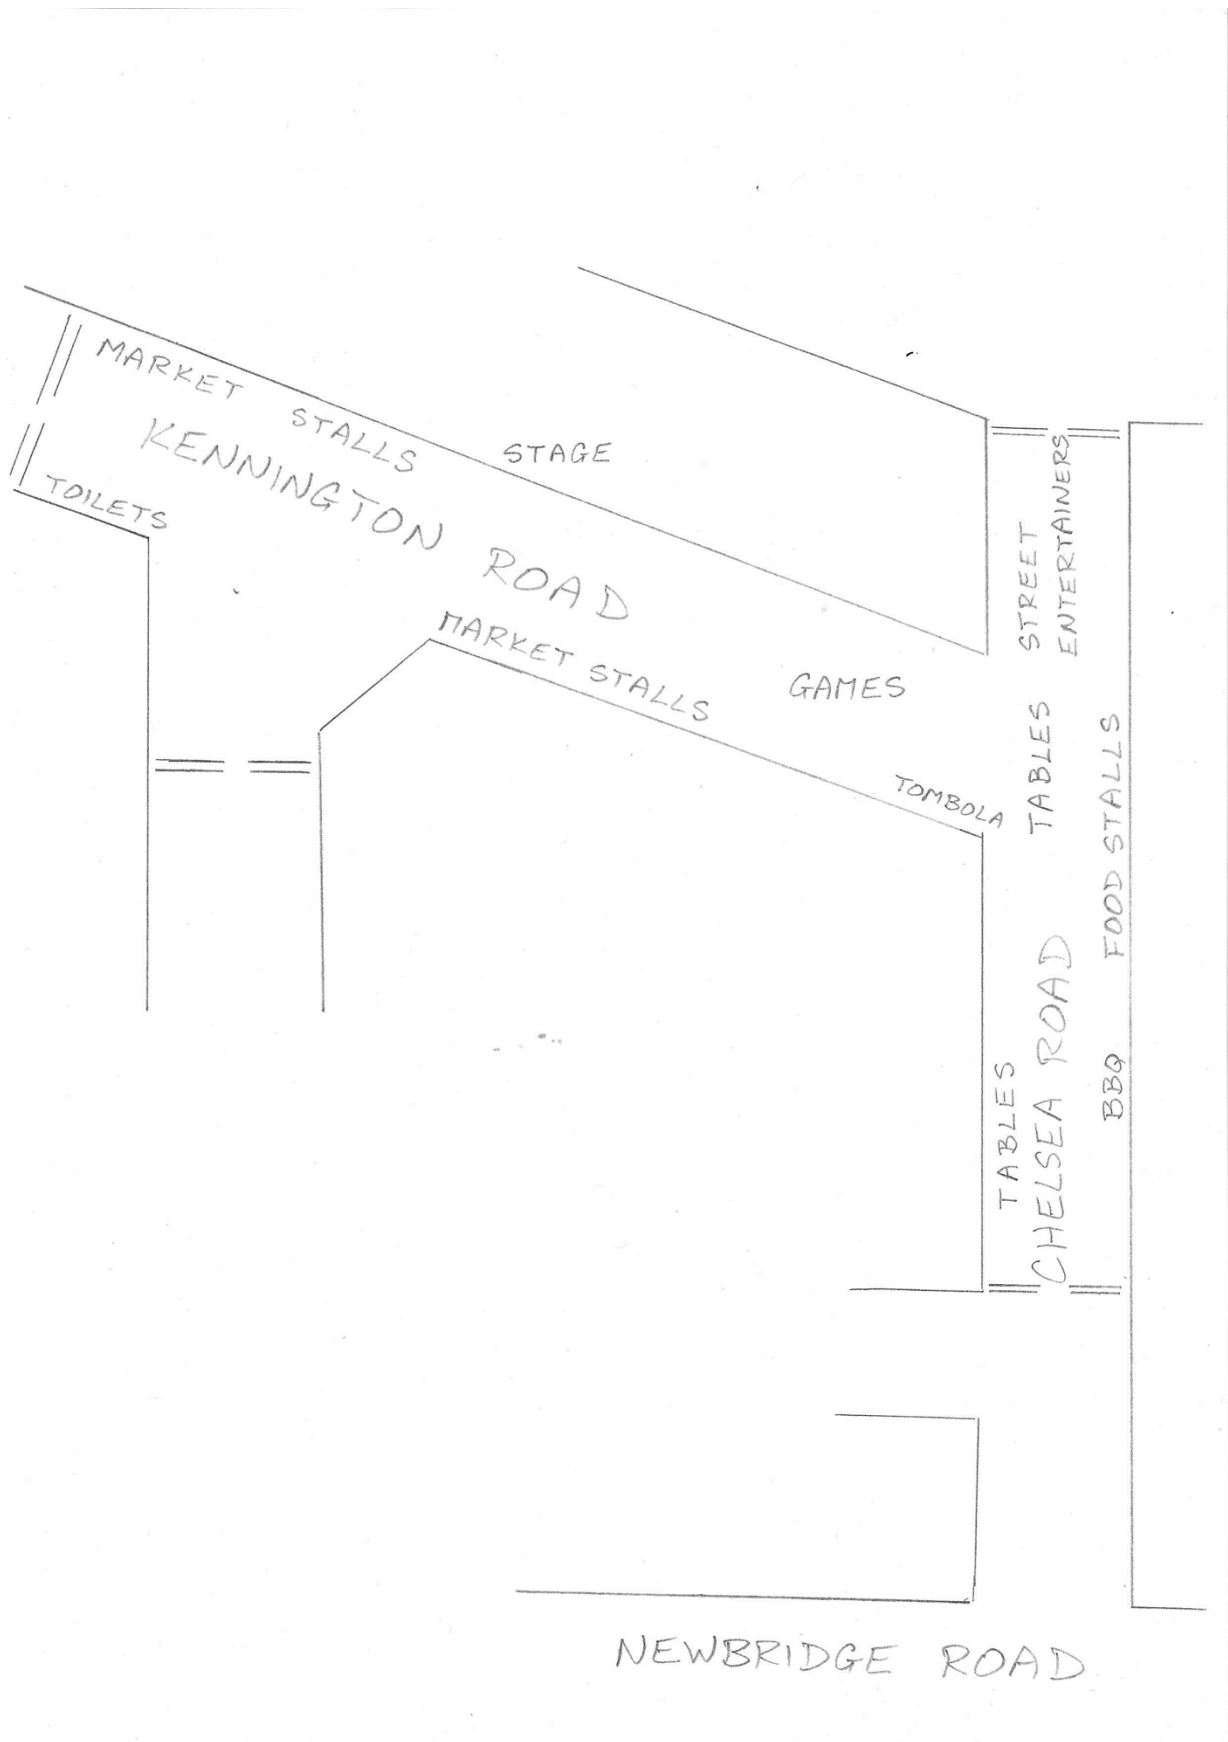 MARKET STALLS
STAGE
KENNINGTON ROAD
TOILETS
MARKET STALLS
GAMES
TOMBOLA
STREET
ENTERTAINERS
TABLES
FOOD STALLS
TABLES
CHELSEA ROAD
BBQ
NEWBRIDGE ROAD